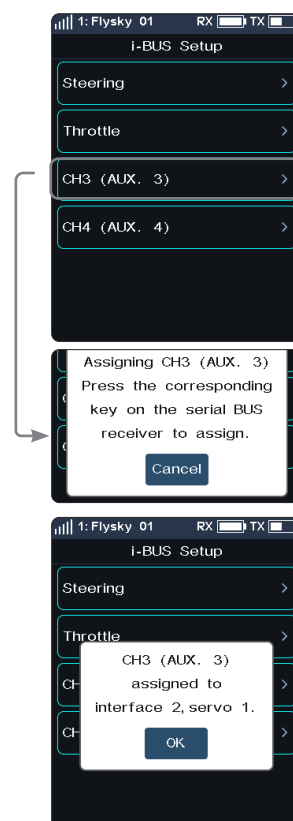 1: Flysky 01 RX TX
i-BUS Setup
Steering >
Throttle >
CH3 (AUX. 3) >
CH4 (AUX. 4) >
Assigning CH3 (AUX. 3)
Press the corresponding
key on the serial BUS
receiver to assign.
Cancel
1: Flysky 01 RX TX
i-BUS Setup
Steering >
Throttle >
CH
CH
CH3 (AUX. 3)
assigned to
interface 2, servo 1.
OK